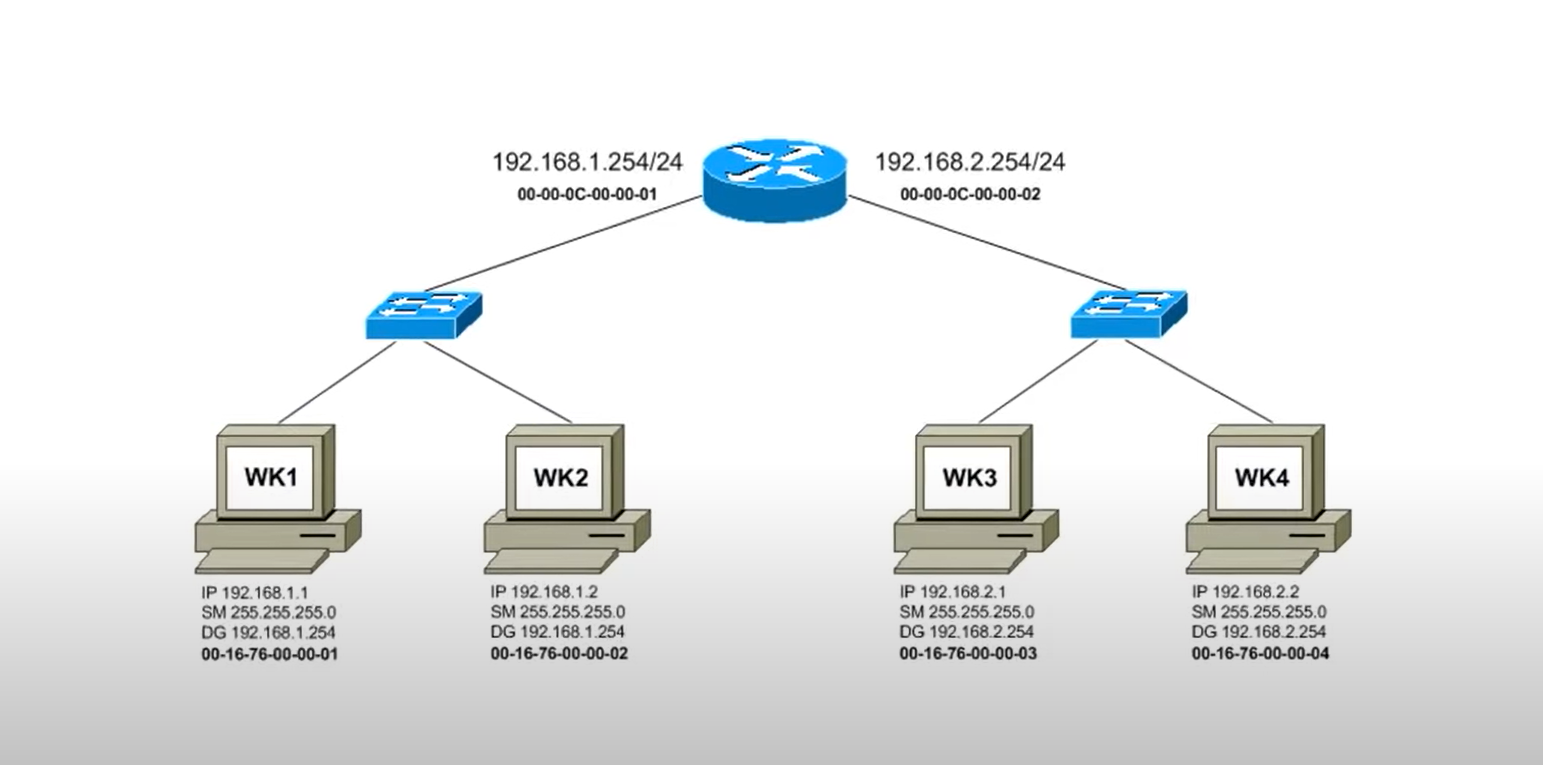 192.168.1.254/24
00-00-0C-00-00-01
192.168.2.254/24
00-00-0C-00-00-02
WK1
IP 192.168.1.1
SM 255.255.255.0
DG 192.168.1.254
00-16-76-00-00-01
WK2
IP 192.168.1.2
SM 255.255.255.0
DG 192.168.1.254
00-16-76-00-00-02
WK3
IP 192.168.2.1
SM 255.255.255.0
DG 192.168.2.254
00-16-76-00-00-03
WK4
IP 192.168.2.2
SM 255.255.255.0
DG 192.168.2.254
00-16-76-00-00-04